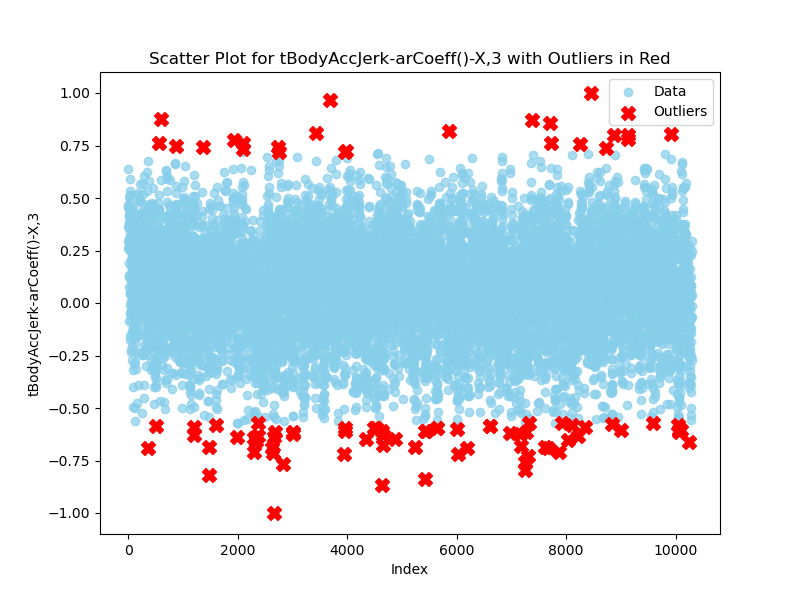 Scatter Plot for tBodyAccJerk-arCoeff()-X,3 with Outliers in Red
Data
Outliers
1.00
0.75
0.50
0.25
0.00
−0.25
−0.50
−0.75
−1.00
tBodyAccJerk-arCoeff()-X,3
0 2000 4000 6000 8000 10000
Index